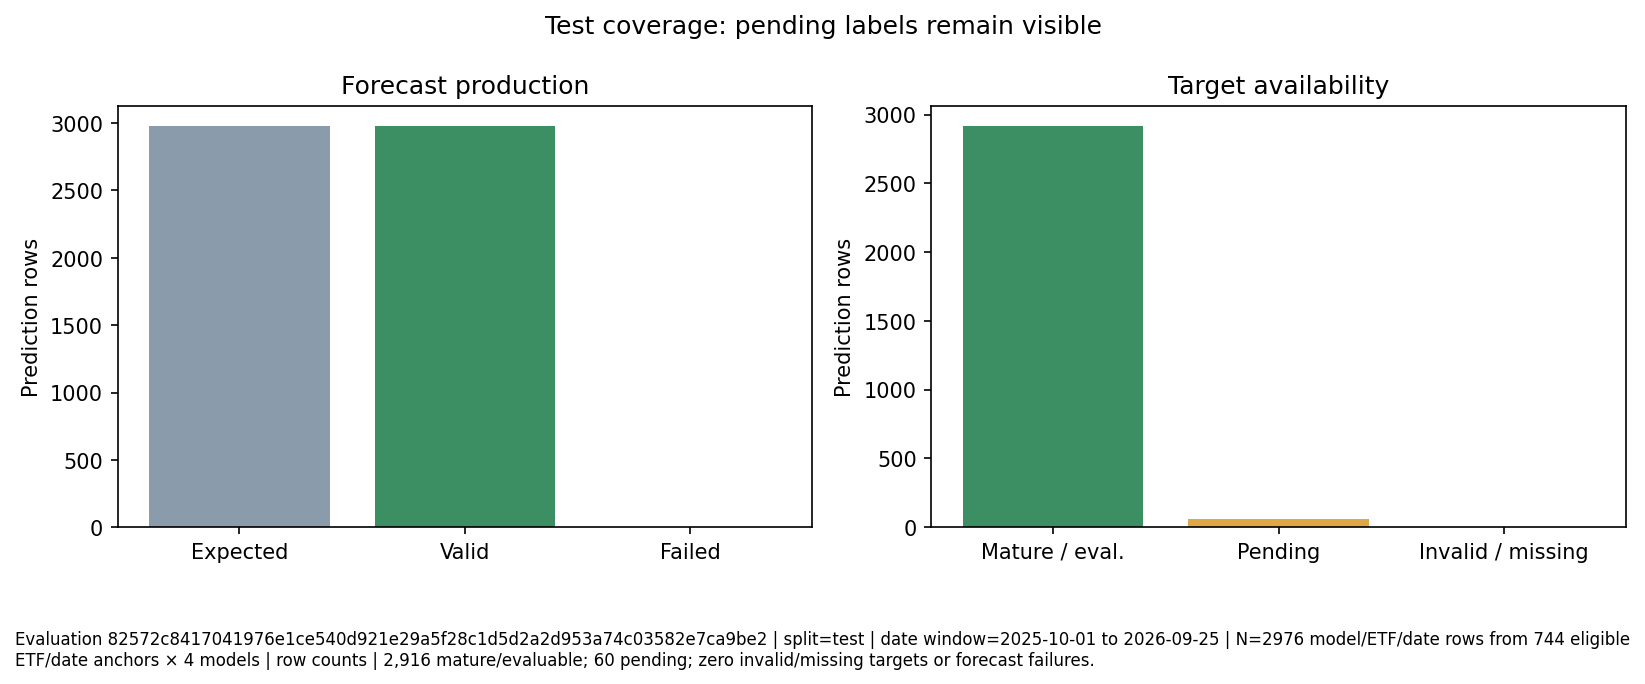 Test coverage: pending labels remain visible
Forecast production
Prediction rows
3000
2500
2000
1500
1000
500
0
Expected
Valid
Failed
Target availability
Prediction rows
3000
2500
2000
1500
1000
500
0
Mature / eval.
Pending
Invalid / missing
Evaluation 82572c8417041976e1ce540d921e29a5f28c1d5d2a2d953a74c03582e7ca9be2 | split=test | date window=2025-10-01 to 2026-09-25 | N=2976 model/ETF/date rows from 744 eligible
ETF/date anchors × 4 models | row counts | 2,916 mature/evaluable; 60 pending; zero invalid/missing targets or forecast failures.